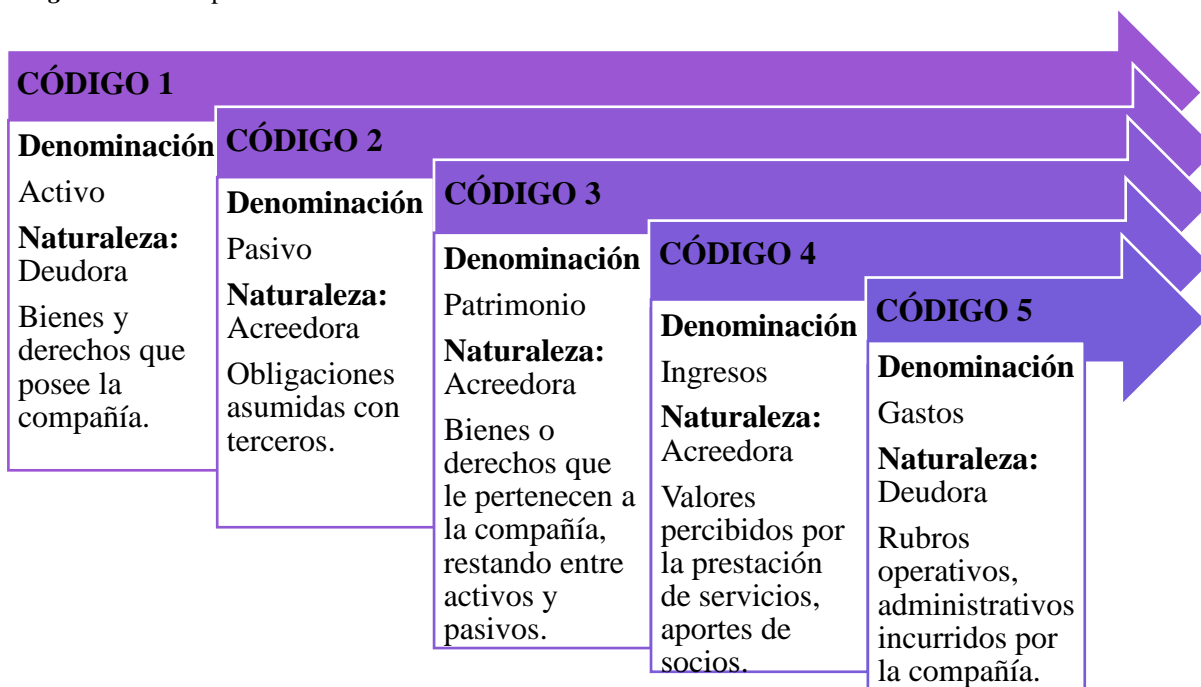 CÓDIGO 1
Denominación
Activo
Naturaleza:
Deudora
Bienes y
derechos que
posee la
compañía.
CÓDIGO 2
Denominación
Pasivo
Naturaleza:
Acreedora
Obligaciones
asumidas con
terceros.
CÓDIGO 3
Denominación
Patrimonio
Naturaleza:
Acreedora
Bienes o
derechos que
le pertenecen a
la compañía,
restando entre
activos y
pasivos.
CÓDIGO 4
Denominación
Ingresos
Naturaleza:
Acreedora
Valores
percibidos por
la prestación
de servicios,
aportes de
socios.
CÓDIGO 5
Denominación
Gastos
Naturaleza:
Deudora
Rubros
operativos,
administrativos
incurridos por
la compañía.